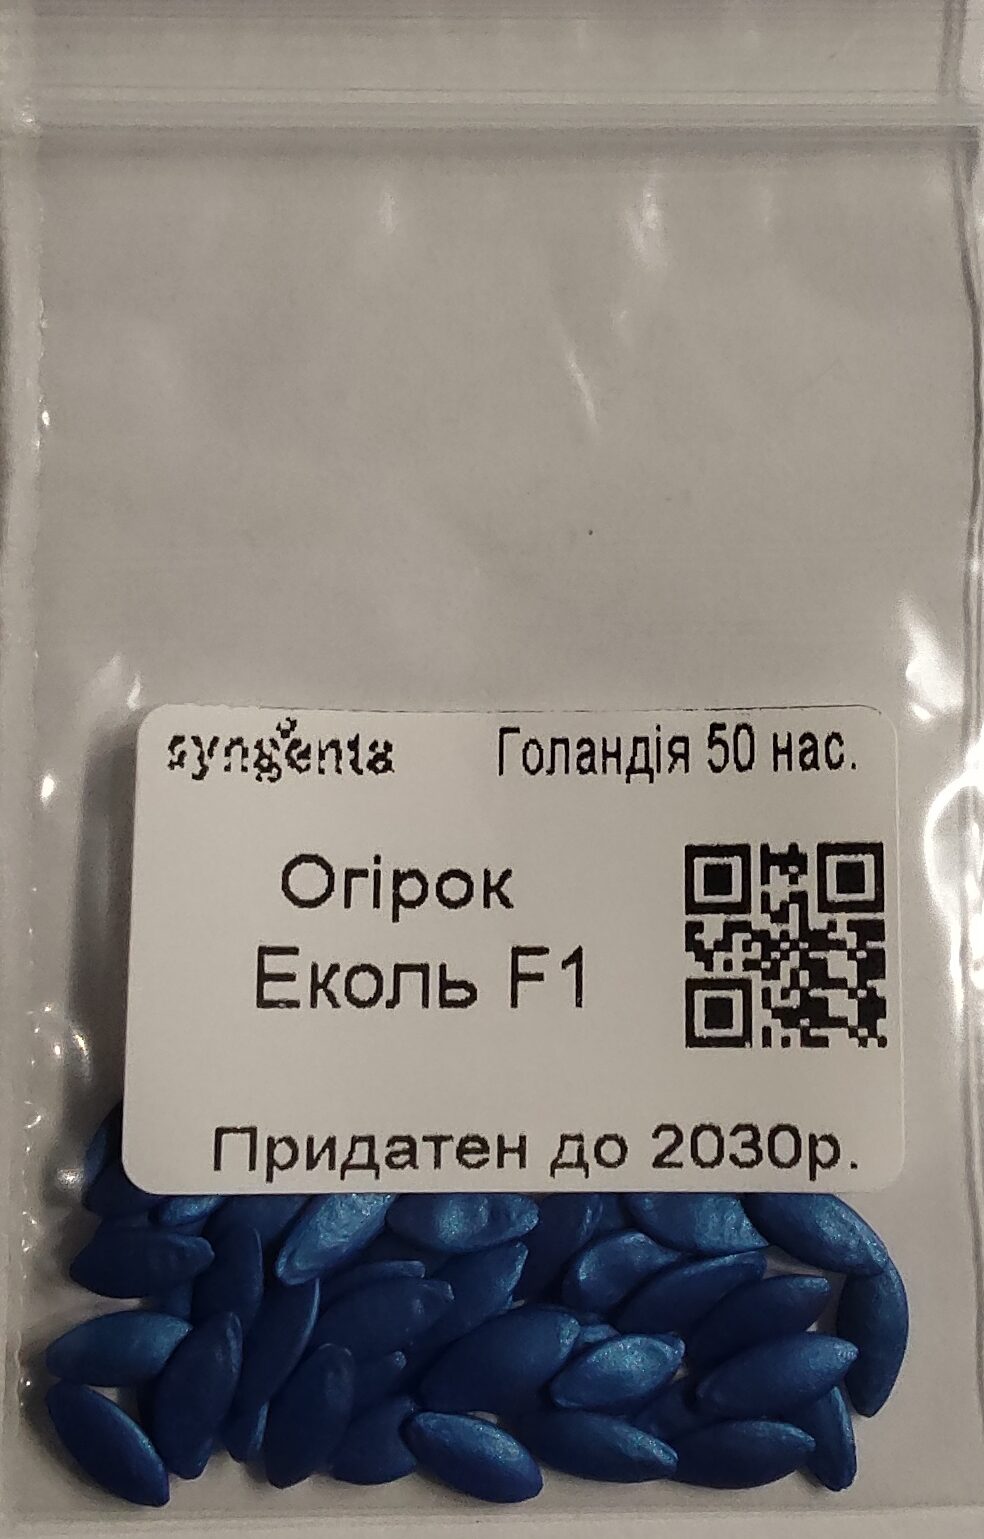 syngenta Голандія 50 нас.
Огірок
Еколь F1
Придатен до 2030р.